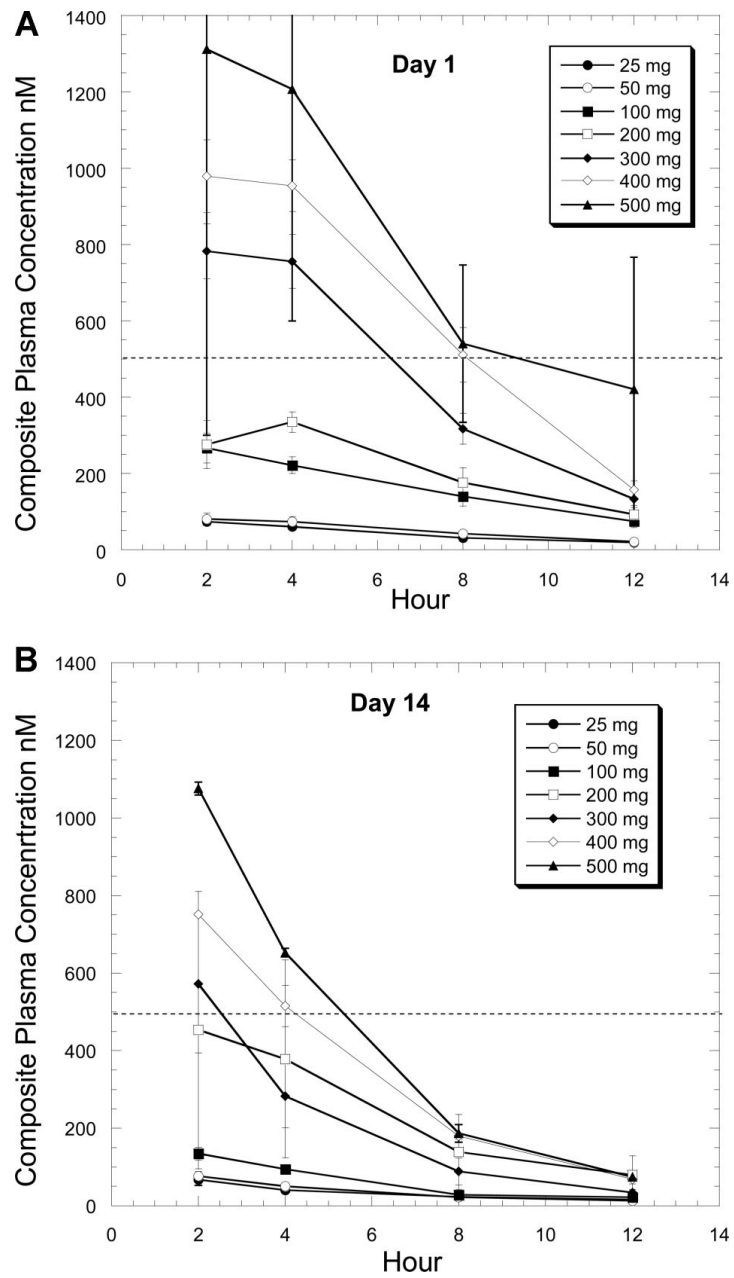 A
Day 1
Composite Plasma Concentration nM
1400
1200
1000
800
600
400
200
0
25 mg
50 mg
100 mg
200 mg
300 mg
400 mg
500 mg
0 2 4 6 8 10 12 14
Hour
B
Day 14
Composite Plasma Concenrtration nM
1400
1200
1000
800
600
400
200
0
25 mg
50 mg
100 mg
200 mg
300 mg
400 mg
500 mg
0 2 4 6 8 10 12 14
Hour